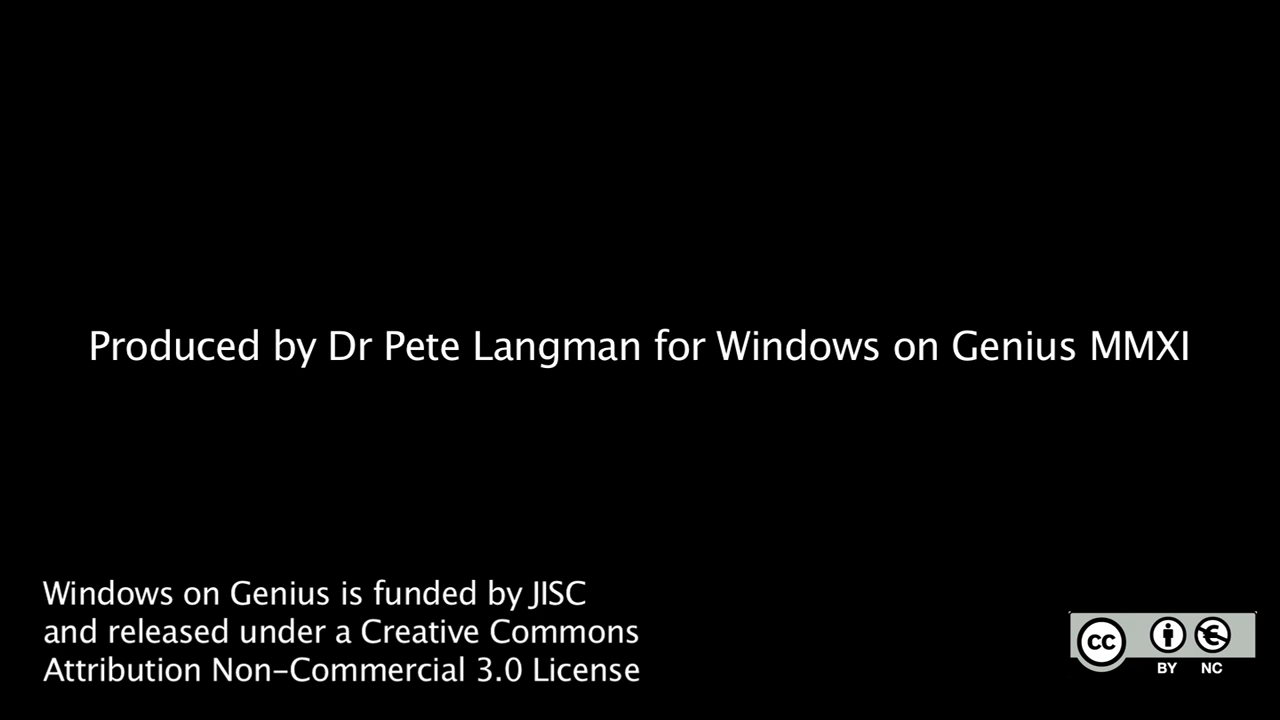 Produced by Dr Pete Langman for Windows on Genius MMXI
Windows on Genius is funded by JISC
and released under a Creative Commons
Attribution Non-Commercial 3.0 License
cc
BY NC